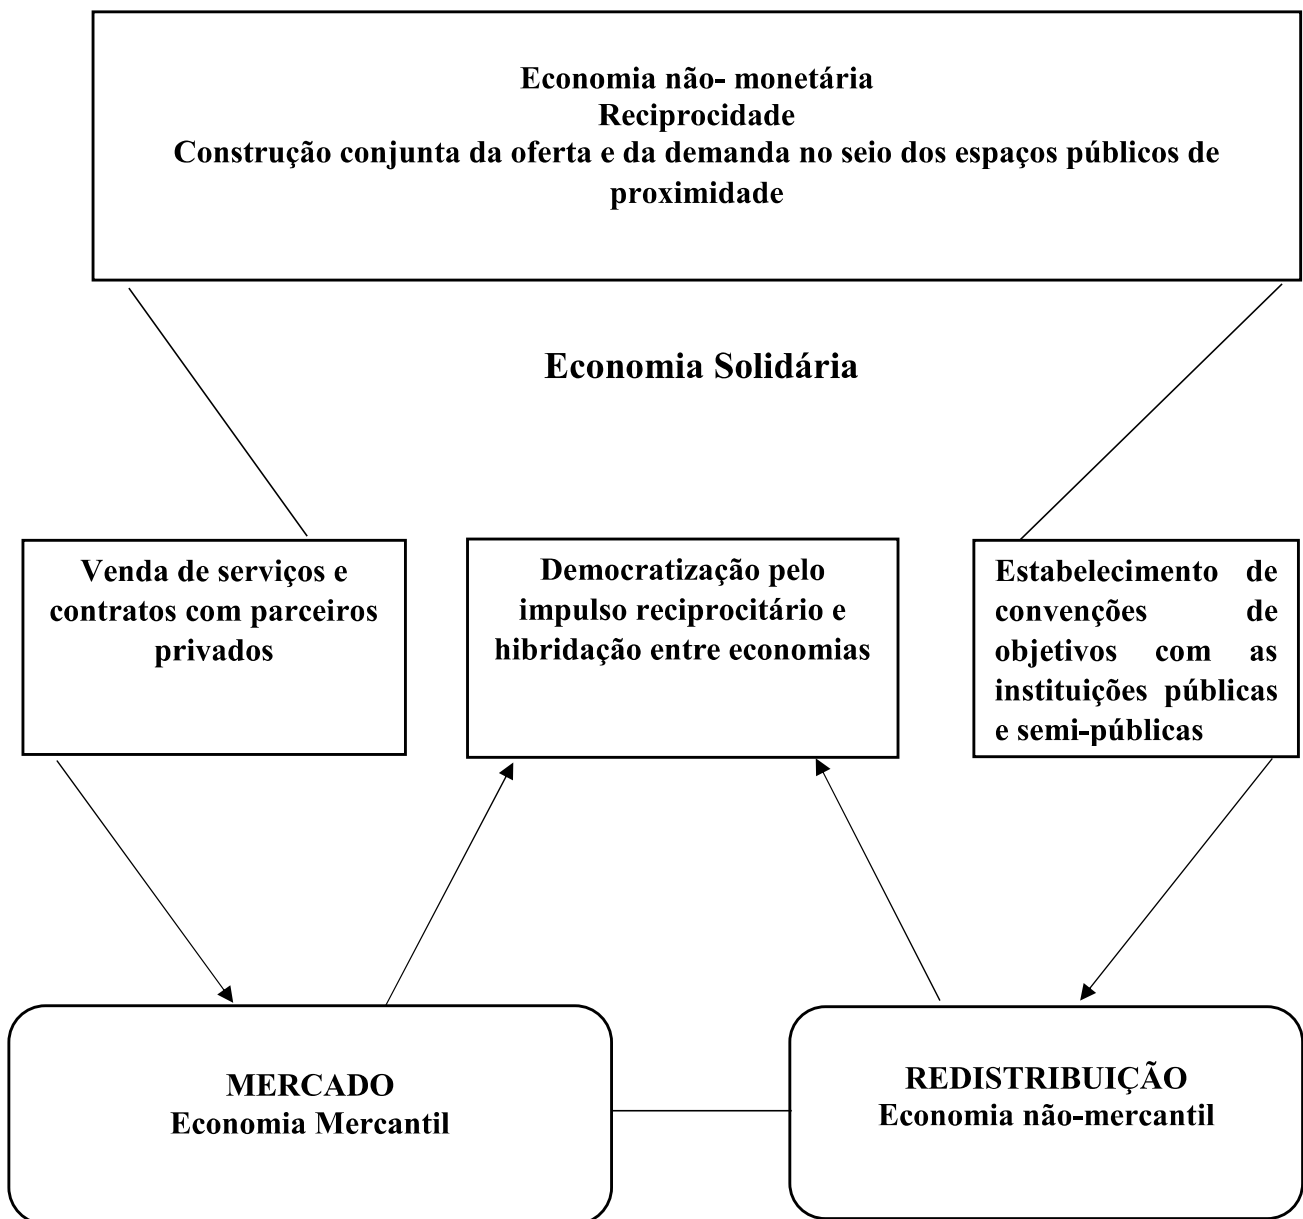 Economia não- monetária
Reciprocidade
Construção conjunta da oferta e da demanda no seio dos espaços públicos de
proximidade
Economia Solidária
Venda de serviços e
contratos com parceiros
privados
Democratização pelo
impulso reciprocitário e
hibridação entre economias
Estabelecimento de
convenções de
objetivos com as
instituições públicas
e semi-públicas
MERCADO
Economia Mercantil
REDISTRIBUIÇÃO
Economia não-mercantil